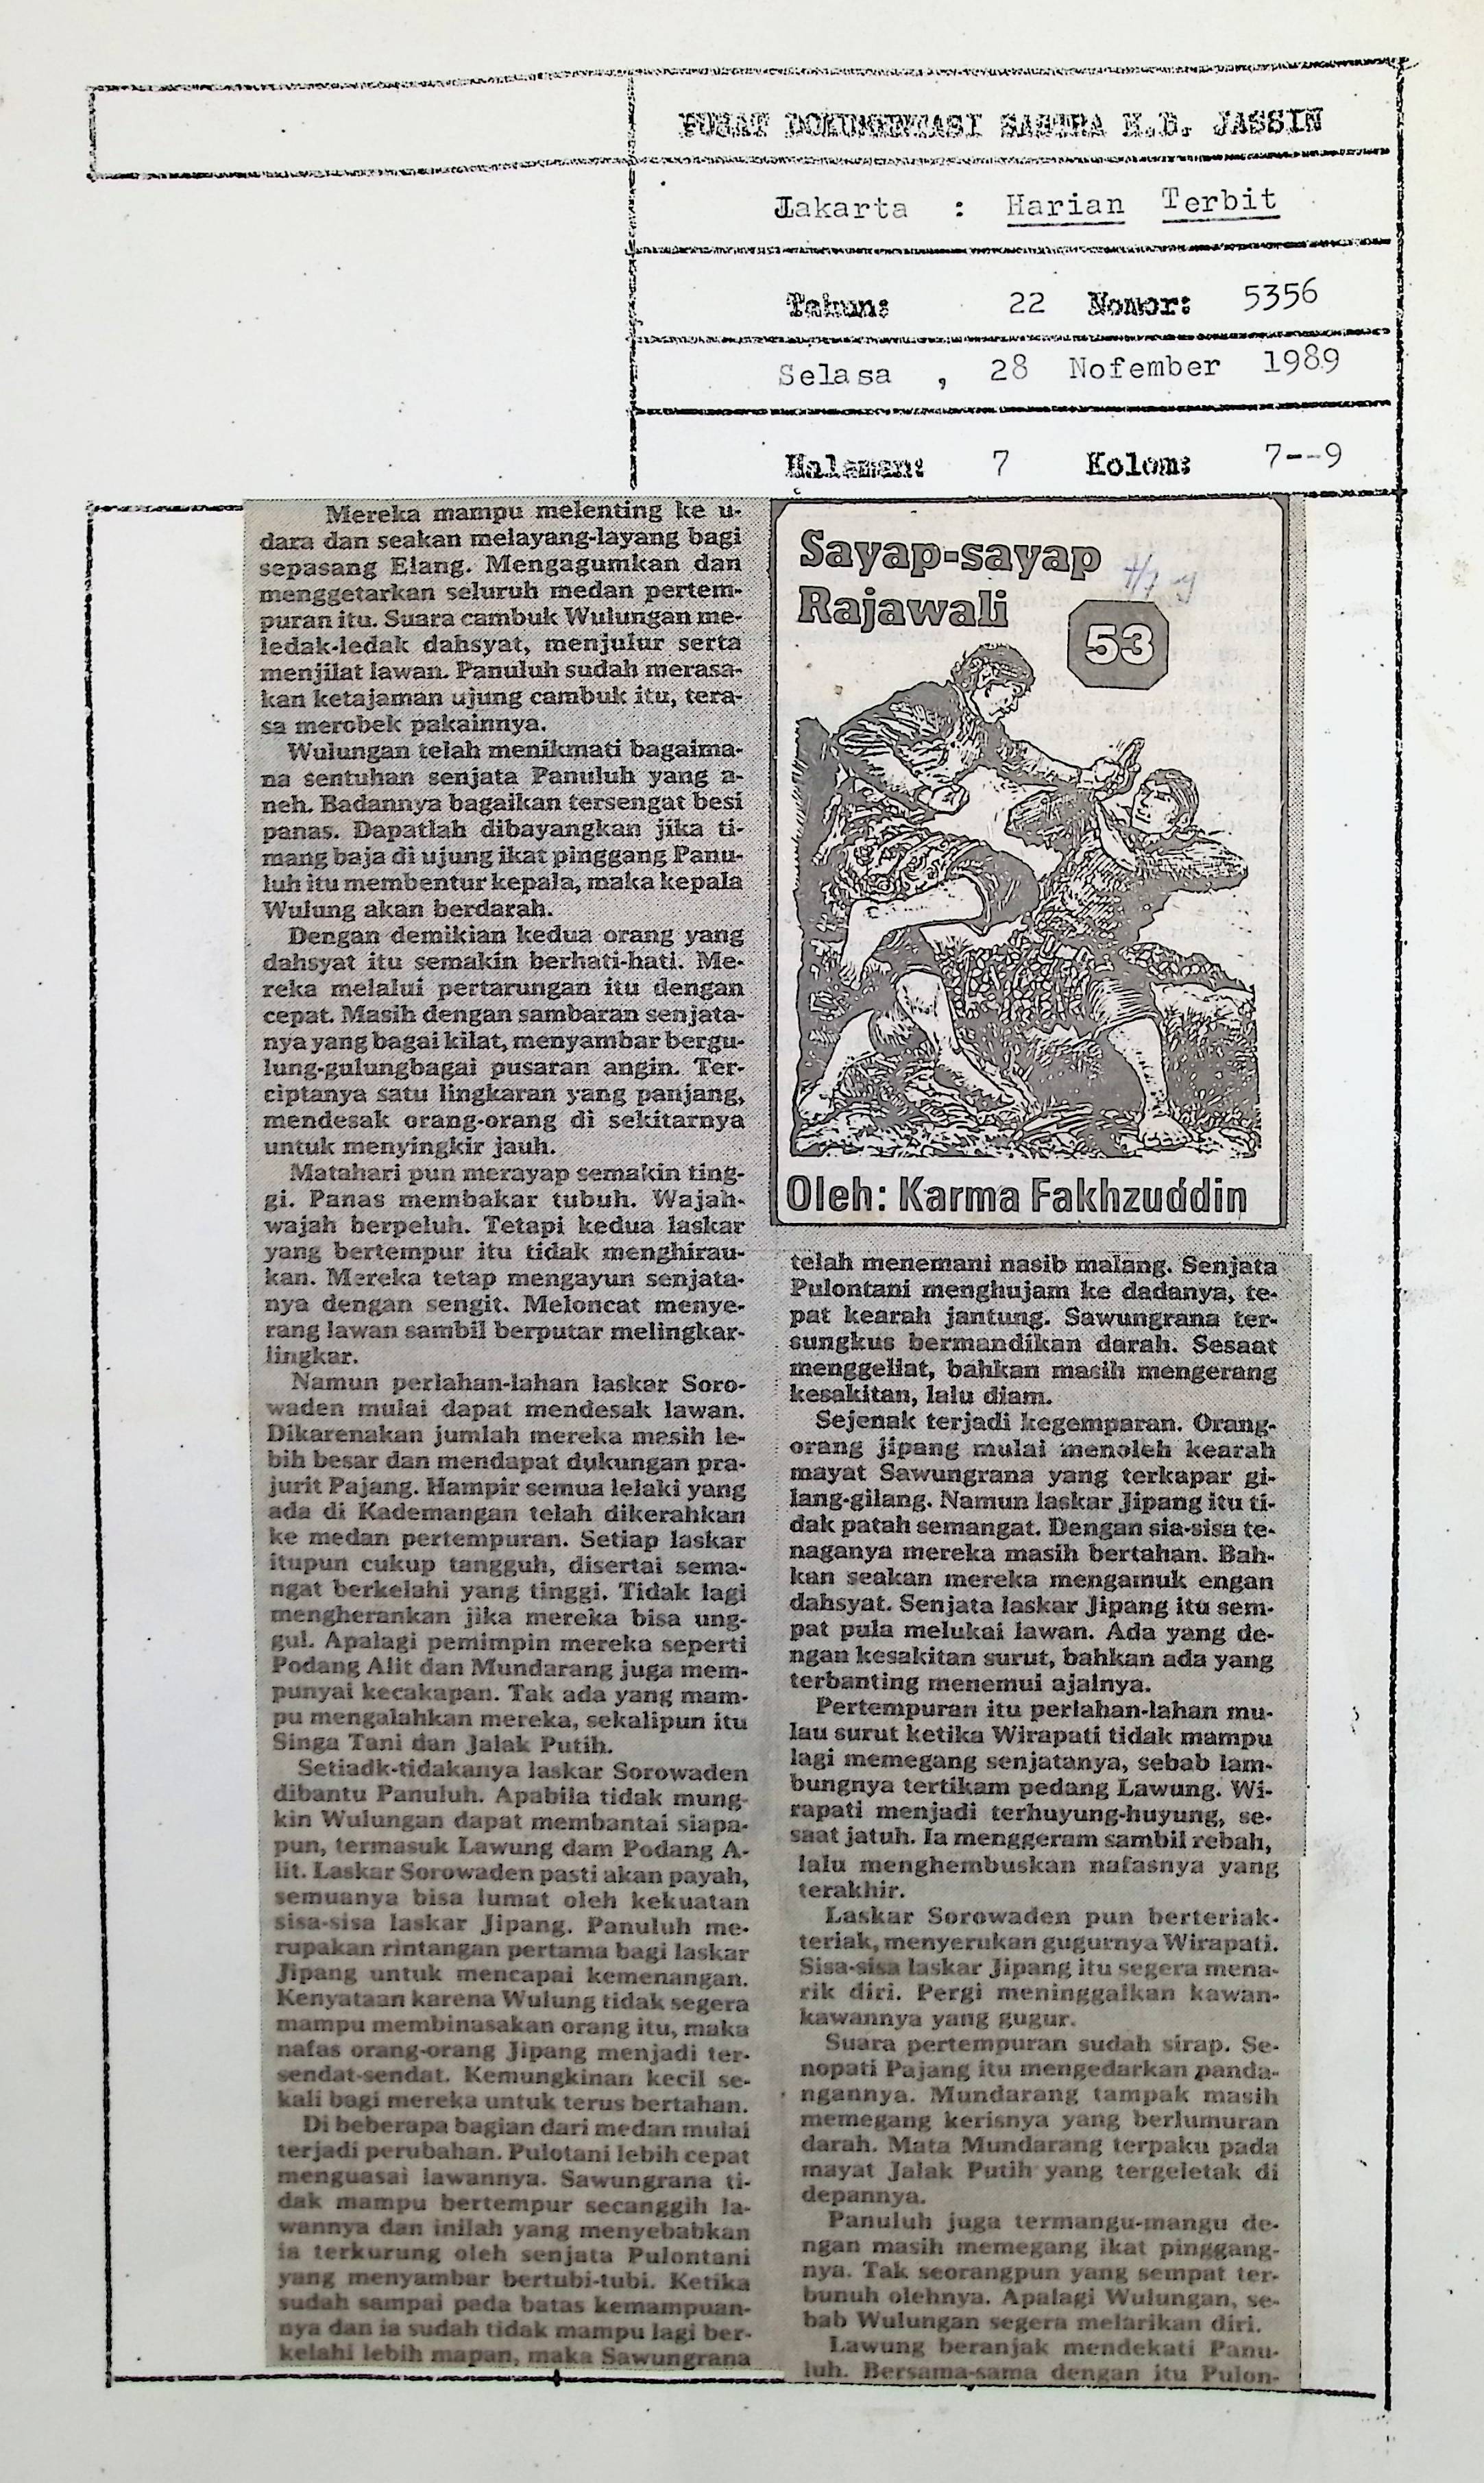 PUSAT DOKUMENTASI SASTRA H.B. JASSIN
Jakarta : Harian Terbit
Tahun: 22 Nomor: 5356
Selasa , 28 Nofember 1989
Halaman: 7 Kolom: 7--9
Mereka mampu melenting ke u-
dara dan seakan melayang-layang bagi
sepasang Elang. Mengagumkan dan
menggetarkan seluruh medan pertem-
puran itu. Suara cambuk Wulungan me-
ledak-ledak dahsyat, menjulur serta
menjilat lawan. Panuluh sudah merasa-
kan ketajaman ujung cambuk itu, tera-
sa merobek pakainnya.
Wulungan telah menikmati bagaima-
na sentuhan senjata Panuluh yang a-
neh. Badannya bagaikan tersengat besi
panas. Dapatlah dibayangkan jika ti-
mang baja di ujung ikat pinggang Panu-
luh itu membentur kepala, maka kepala
Wulung akan berdarah.
Dengan demikian kedua orang yang
dahsyat itu semakin berhati-hati. Me-
reka melalui pertarungan itu dengan
cepat. Masih dengan sambaran senjata-
nya yang bagai kilat, menyambar bergu-
lung-gulungbagai pusaran angin. Ter-
ciptanya satu lingkaran yang panjang,
mendesak orang-orang di sekitarnya
untuk menyingkir jauh.
Matahari pun merayap semakin ting-
gi. Panas membakar tubuh. Wajah-
wajah berpeluh. Tetapi kedua laskar
yang bertempur itu tidak menghirau-
kan. Mereka tetap mengayun senjata-
nya dengan sengit. Meloncat menye-
rang lawan sambil berputar melingkar-
lingkar.
Namun perlahan-lahan laskar Soro-
waden mulai dapat mendesak lawan.
Dikarenakan jumlah mereka masih le-
bih besar dan mendapat dukungan pra-
jurit Pajang. Hampir semua lelaki yang
ada di Kademangan telah dikerahkan
ke medan pertempuran. Setiap laskar
itupun cukup tangguh, disertai sema-
ngat berkelahi yang tinggi. Tidak lagi
mengherankan jika mereka bisa ung-
gul. Apalagi pemimpin mereka seperti
Podang Alit dan Mundarang juga mem-
punyai kecakapan. Tak ada yang mam-
pu mengalahkan mereka, sekalipun itu
Singa Tani dan Jalak Putih.
Setiadk-tidakanya laskar Sorowaden
dibantu Panuluh. Apabila tidak mung-
kin Wulungan dapat membantai siapa-
pun, termasuk Lawung dam Podang A-
lit. Laskar Sorowaden pasti akan payah,
semuanya bisa lumat oleh kekuatan
sisa-sisa laskar Jipang. Panuluh me-
rupakan rintangan pertama bagi laskar
Jipang untuk mencapai kemenangan.
Kenyataan karena Wulung tidak segera
mampu membinasakan orang itu, maka
nafas orang-orang Jipang menjadi ter-
sendat-sendat. Kemungkinan kecil se-
kali bagi mereka untuk terus bertahan.
Di beberapa bagian dari medan mulai
terjadi perubahan. Pulotani lebih cepat
menguasai lawannya. Sawungrana ti-
dak mampu bertempur secanggih la-
wannya dan inilah yang menyebabkan
ia terkurung oleh senjata Pulontani
yang menyambar bertubi-tubi. Ketika
sudah sampai pada batas kemampuan-
nya dan ia sudah tidak mampu lagi ber-
kelahi lebih mapan, maka Sawungrana
Sayap-sayap
Rajawali
53
Oleh: Karma Fakhzuddin
telah menemani nasib malang. Senjata
Pulontani menghujam ke dadanya, te-
pat kearah jantung. Sawungrana ter-
sungkus bermandikan darah. Sesaat
menggeliat, bahkan masih mengerang
kesakitan, lalu diam.
Sejenak terjadi kegemparan. Orang-
orang jipang mulai menoleh kearah
mayat Sawungrana yang terkapar gi-
lang-gilang. Namun laskar Jipang itu ti-
dak patah semangat. Dengan sia-sisa te-
naganya mereka masih bertahan. Bah-
kan seakan mereka mengamuk engan
dahsyat. Senjata laskar Jipang itu sem-
pat pula melukai lawan. Ada yang de-
ngan kesakitan surut, bahkan ada yang
terbanting menemui ajalnya.
Pertempuran itu perlahan-lahan mu-
lau surut ketika Wirapati tidak mampu
lagi memegang senjatanya, sebab lam-
bungnya tertikam pedang Lawung. Wi-
rapati menjadi terhuyung-huyung, se-
saat jatuh. Ia menggeram sambil rebah,
lalu menghembuskan nafasnya yang
terakhir.
Laskar Sorowaden pun berteriak-
teriak, menyerukan gugurnya Wirapati.
Sisa-sisa laskar Jipang itu segera mena-
rik diri. Pergi meninggalkan kawan-
kawannya yang gugur.
Suara pertempuran sudah sirap. Se-
nopati Pajang itu mengedarkan panda-
ngannya. Mundarang tampak masih
memegang kerisnya yang berlumuran
darah. Mata Mundarang terpaku pada
mayat Jalak Putih yang tergeletak di
depannya.
Panuluh juga termangu-mangu de-
ngan masih memegang ikat pinggang-
nya. Tak seorangpun yang sempat ter-
bunuh olehnya. Apalagi Wulungan, se-
bab Wulungan segera melarikan diri.
Lawung beranjak mendekati Panu-
luh. Bersama-sama dengan itu Pulon-